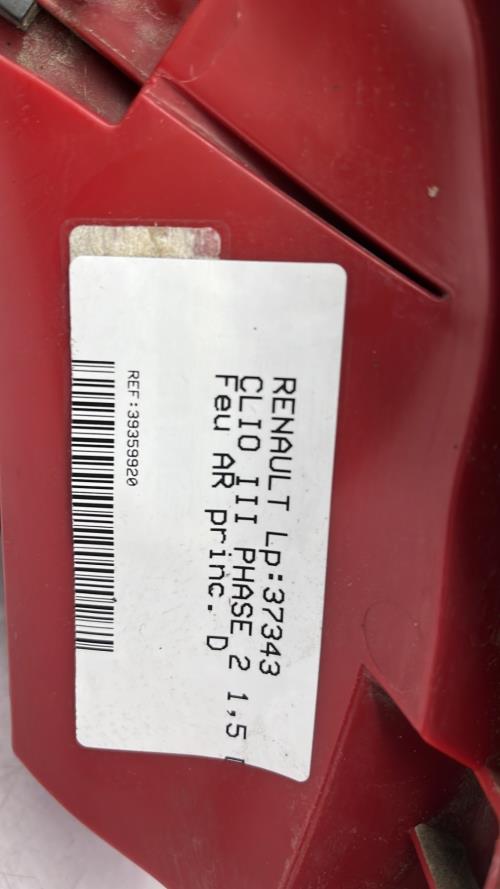 RENAULT Lp:37343
CLIO III PHASE 2 1,5
Feu AR princ. D
REF:39359920